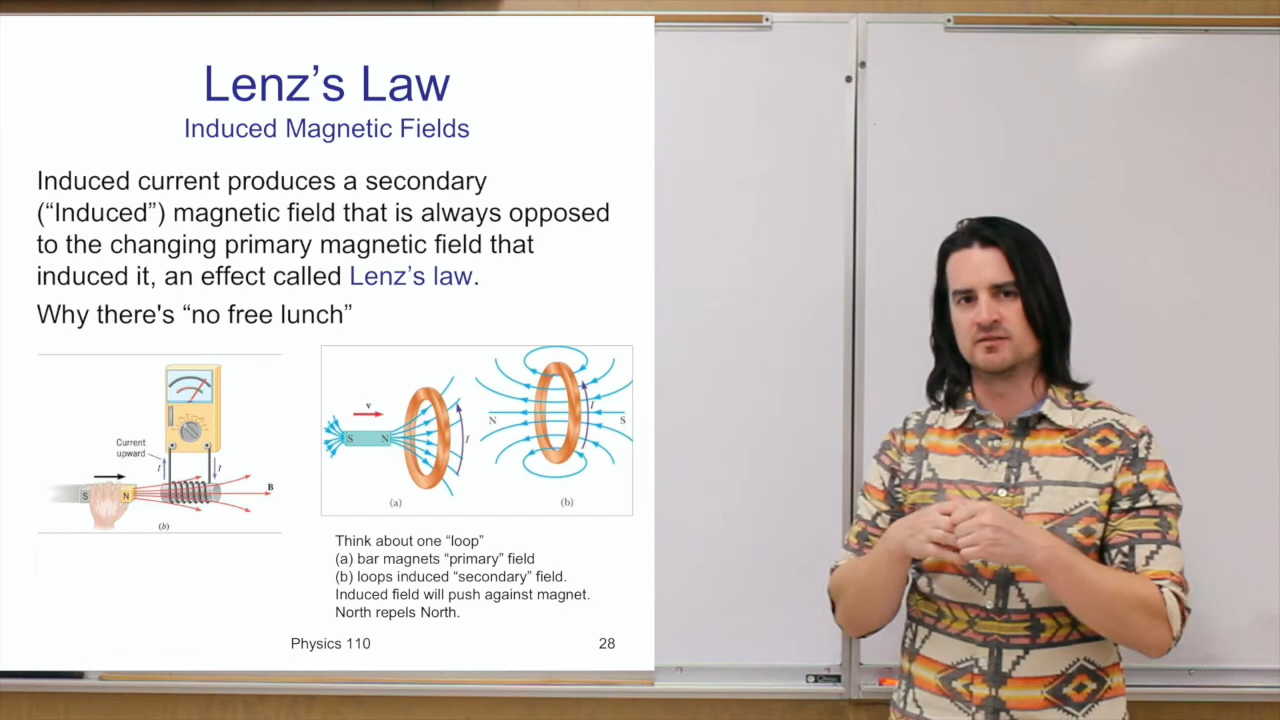 Lenz’s Law
Induced Magnetic Fields
Induced current produces a secondary
(“Induced”) magnetic field that is always opposed
to the changing primary magnetic field that
induced it, an effect called Lenz’s law.
Why there's “no free lunch”
Current
upward
I
I
S
N
B
(b)
v
S
N
I
(a)
N
S
I
(b)
Think about one “loop”
(a) bar magnets “primary” field
(b) loops induced “secondary” field.
Induced field will push against magnet.
North repels North.
Physics 110
28